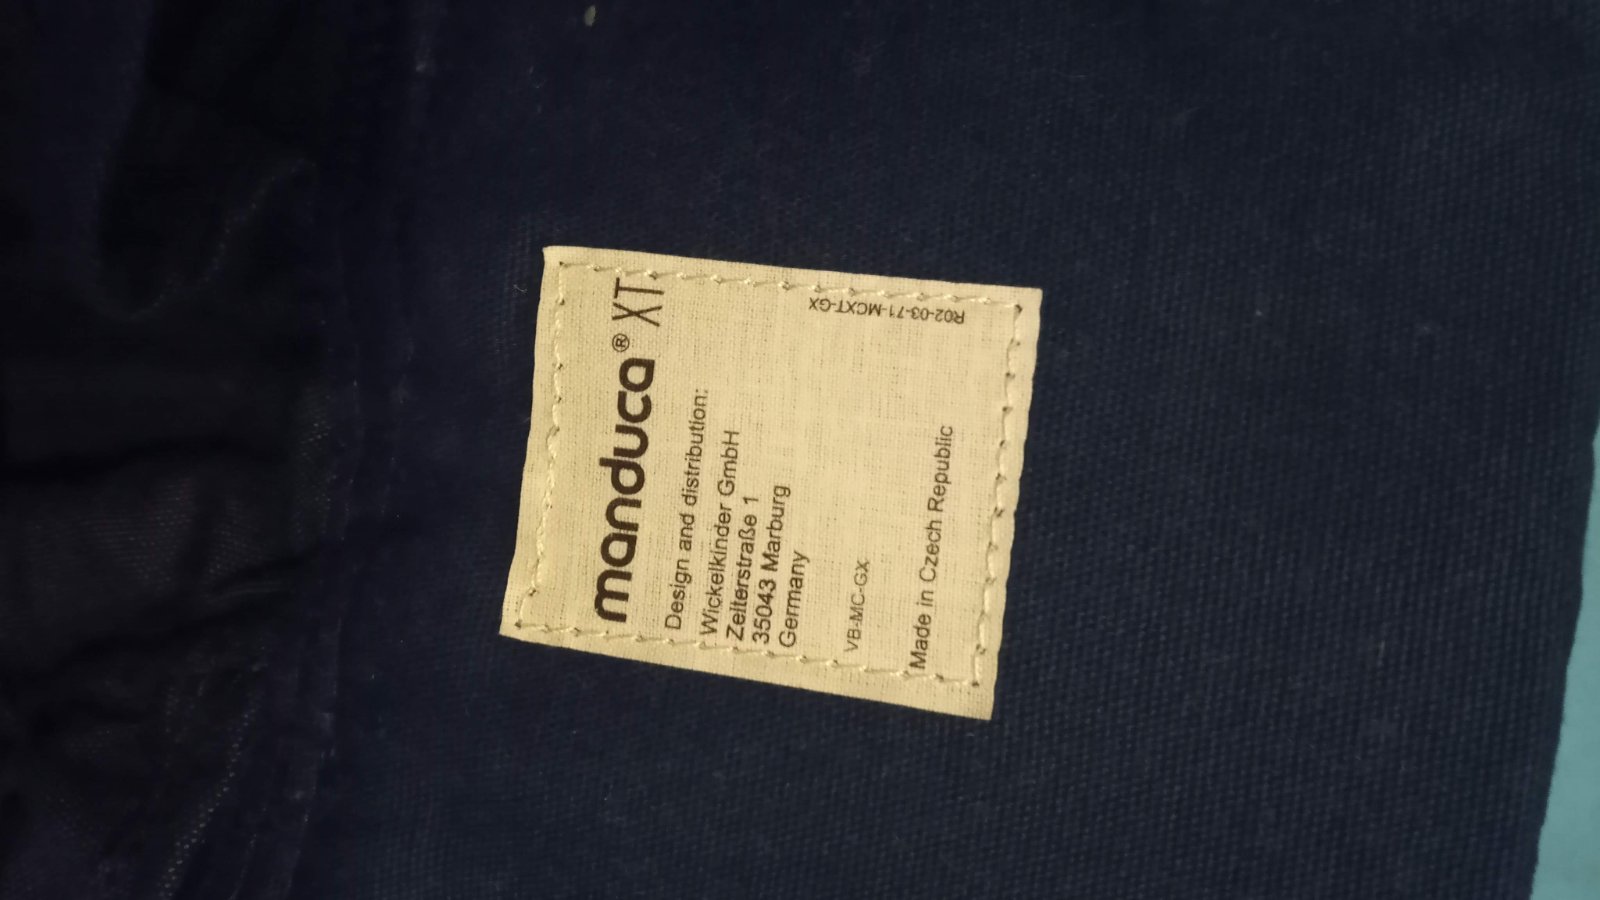 manduca® XT
Design and distribution:
Wickelkinder GmbH
Zelterstraße 1
35043 Marburg
Germany
VB-MC-GX
Made in Czech Republic
R02-03-71-MCXT-GX